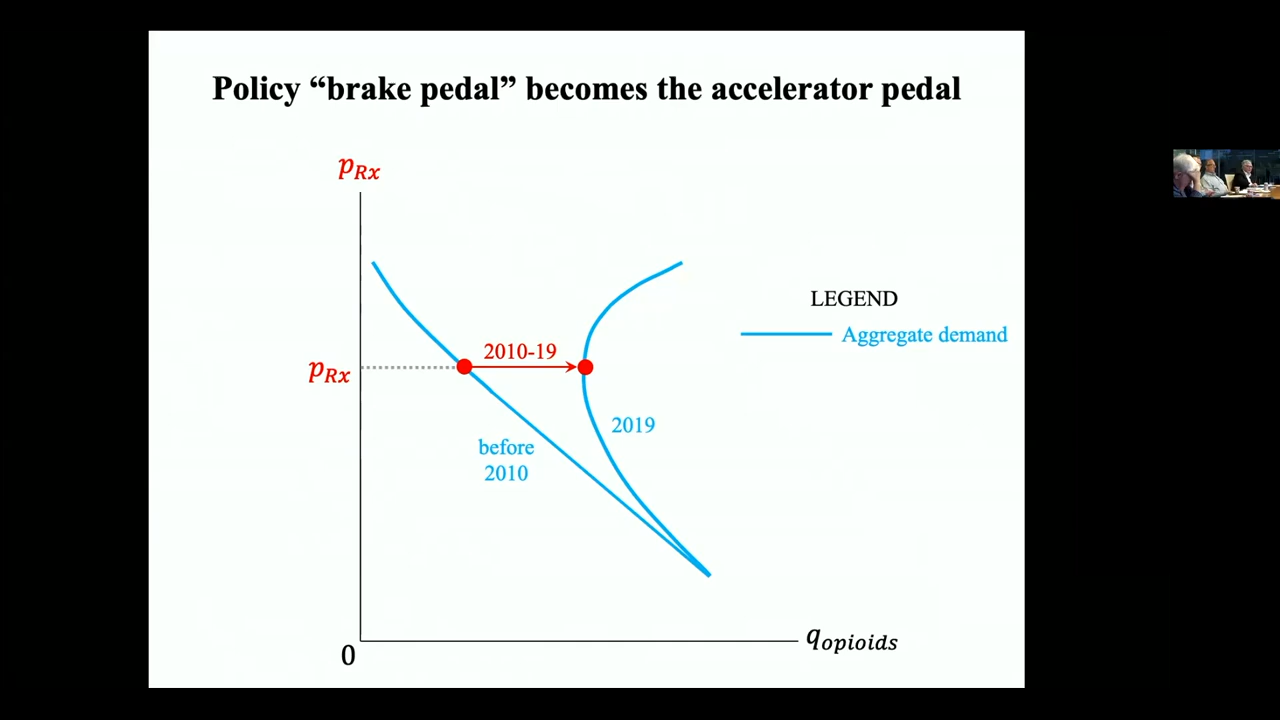 Policy “brake pedal” becomes the accelerator pedal
pRx
LEGEND
Aggregate demand
2010-19
pRx
2019
before
2010
qopioids
0